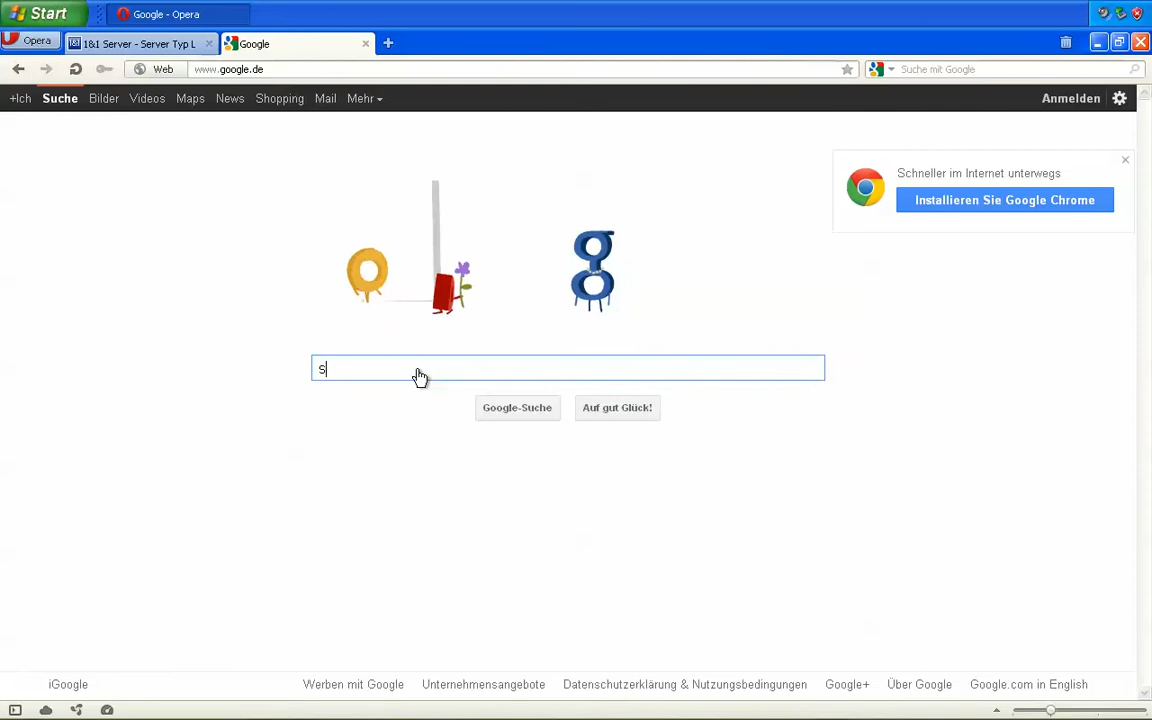 Start
Google - Opera
Opera
1&1 Server - Server Typ L
Google
Web
www.google.de
Suche mit Google
+Ich Suche Bilder Videos Maps News Shopping Mail Mehr
Anmelden
Schneller im Internet unterwegs
Installieren Sie Google Chrome
o l g
s
Google-Suche
Auf gut Glück!
iGoogle
Werben mit Google
Unternehmensangebote
Datenschutzerklärung & Nutzungsbedingungen
Google+
Über Google
Google.com in English